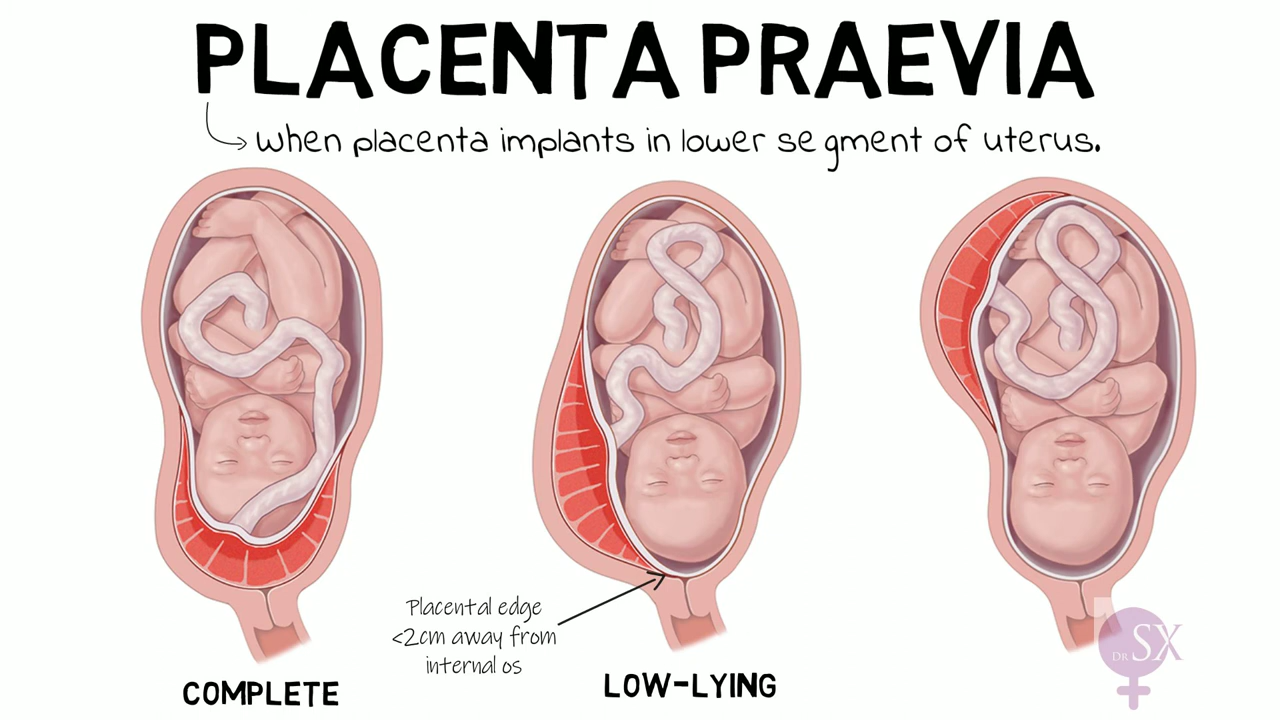 PLACENTA PRAEVIA
when placenta implants in lower segment of uterus.
Placental edge
<2cm away from
internal os
COMPLETE
LOW-LYING
DR SX